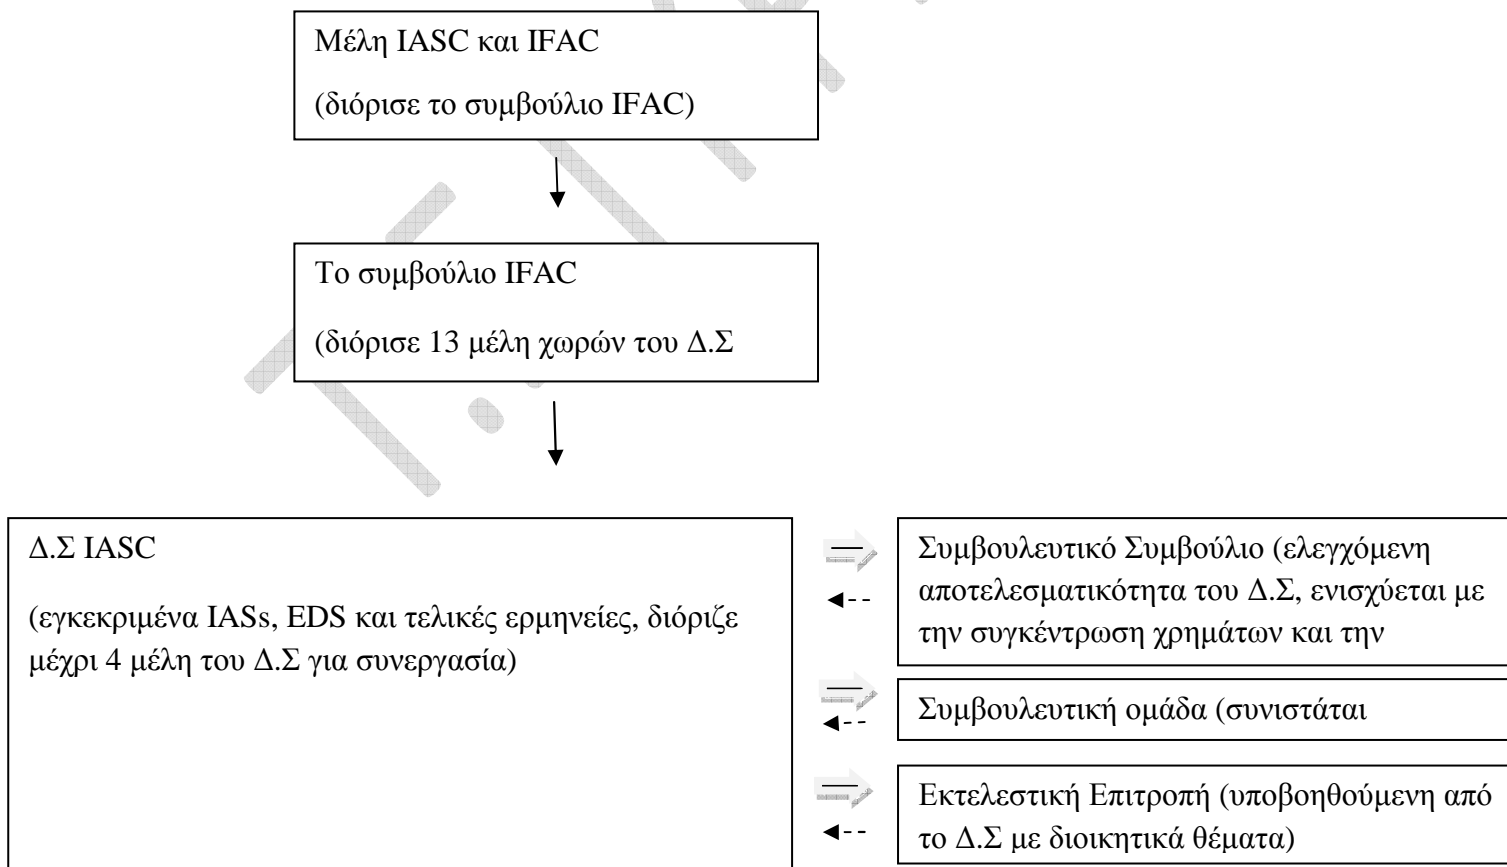 Μέλη IASC και IFAC
(διόρισε το συμβούλιο IFAC)
Το συμβούλιο IFAC
(διόρισε 13 μέλη χωρών του Δ.Σ
Δ.Σ IASC
(εγκεκριμένα IASs, EDS και τελικές ερμηνείες, διόριζε
μέχρι 4 μέλη του Δ.Σ για συνεργασία)
Συμβουλευτικό Συμβούλιο (ελεγχόμενη
αποτελεσματικότητα του Δ.Σ, ενισχύεται με
την συγκέντρωση χρημάτων και την
Συμβουλευτική ομάδα (συνιστάται
Εκτελεστική Επιτροπή (υποβοηθούμενη από
το Δ.Σ με διοικητικά θέματα)